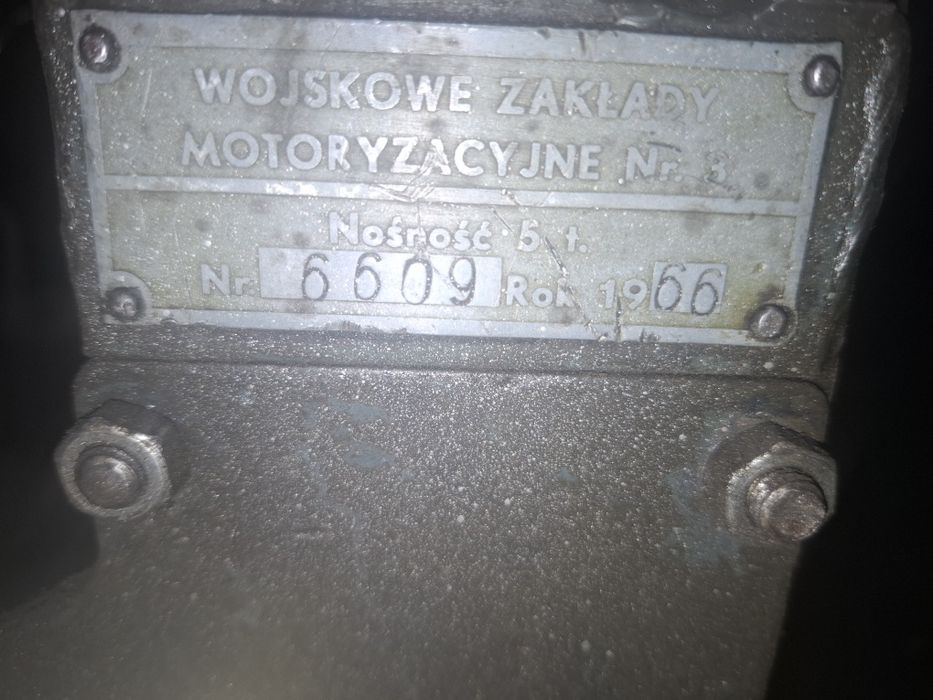 WOJSKOWE ZAKŁADY
MOTORYZACYJNE Nr. 3
Nośność 5 t.
Nr. 6609 Rok 1966